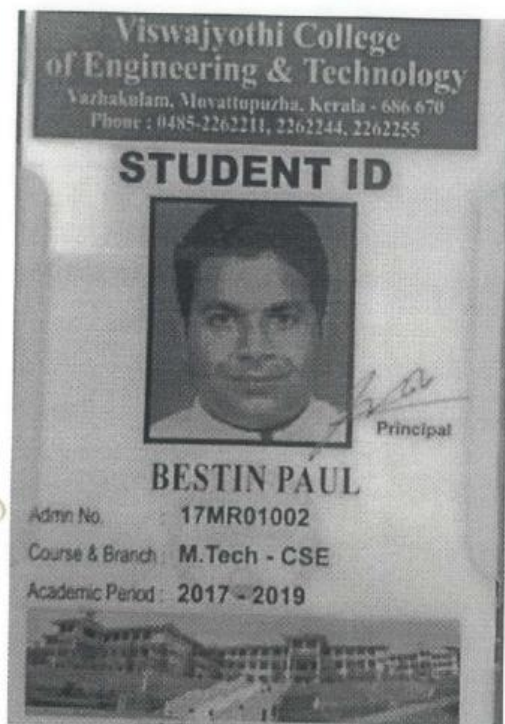 Viswajyothi College
of Engineering & Technology
Vazhakulam, Muvattupuzha, Kerala - 686 670
Phone : 0485-2262211, 2262244, 2262255
STUDENT ID
Principal
BESTIN PAUL
Admn No. : 17MR01002
Course & Branch : M.Tech - CSE
Academic Period : 2017 - 2019